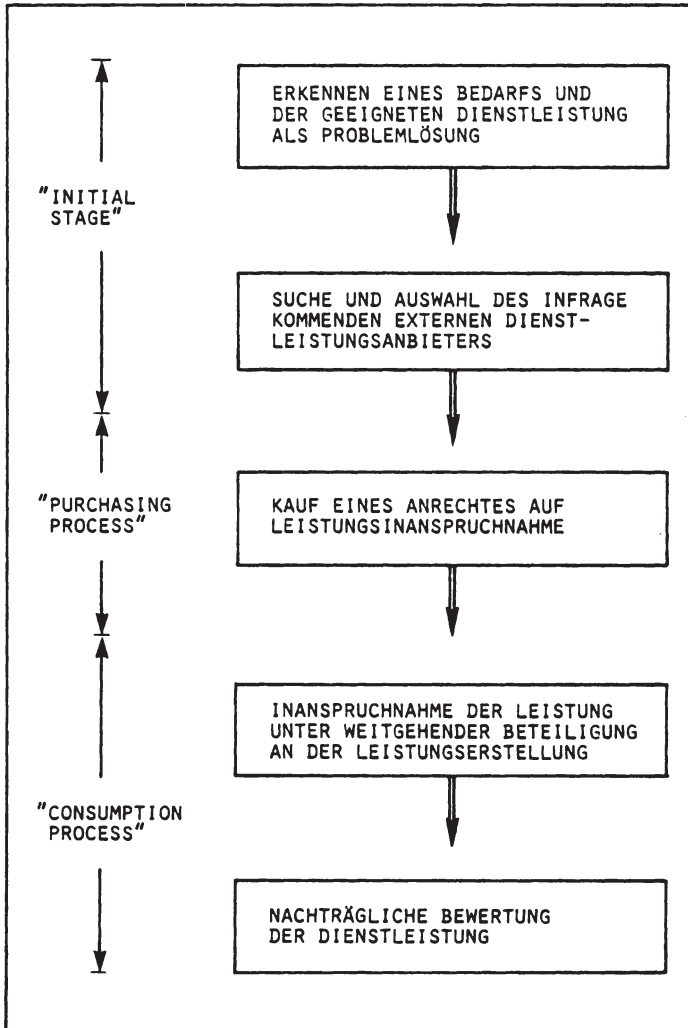 ERKENNEN EINES BEDARFS UND
DER GEEIGNETEN DIENSTLEISTUNG
ALS PROBLEMLÖSUNG
"INITIAL
STAGE"
SUCHE UND AUSWAHL DES INFRAGE
KOMMENDEN EXTERNEN DIENST-
LEISTUNGSANBIETERS
"PURCHASING
PROCESS"
KAUF EINES ANRECHTES AUF
LEISTUNGSINANSPRUCHNAHME
INANSPRUCHNAHME DER LEISTUNG
UNTER WEITGEHENDER BETEILIGUNG
AN DER LEISTUNGSERSTELLUNG
"CONSUMPTION
PROCESS"
NACHTRÄGLICHE BEWERTUNG
DER DIENSTLEISTUNG